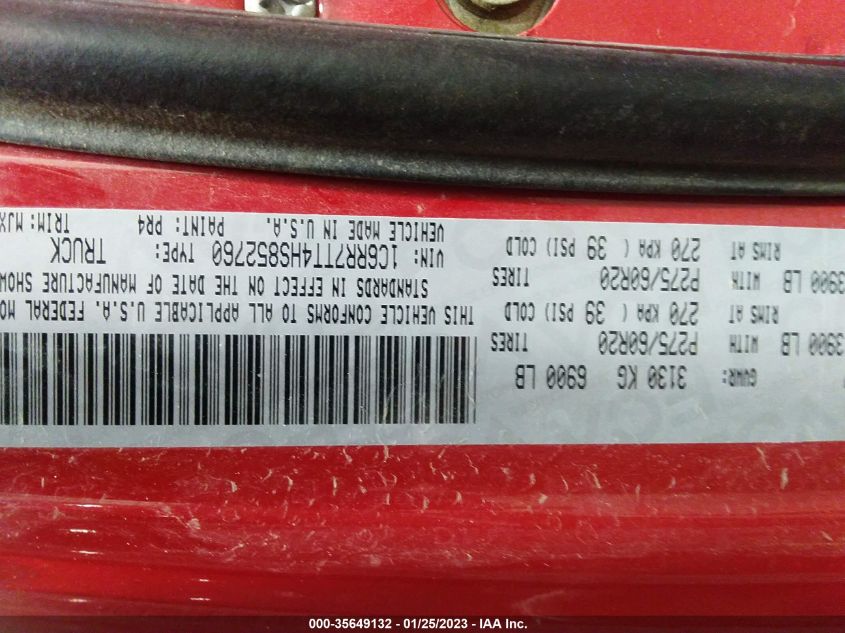 GVWR: 3130 KG 6900 LB
3900 LB WITH P275/60R20 TIRES
RIMS AT 270 KPA ( 39 PSI) COLD
3900 LB WITH P275/60R20 TIRES
RIMS AT 270 KPA ( 39 PSI) COLD
THIS VEHICLE CONFORMS TO ALL APPLICABLE U.S.A. FEDERAL MO
STANDARDS IN EFFECT ON THE DATE OF MANUFACTURE SHOW
VIN: 1C6RR7TT4HS852760 TYPE: TRUCK
VEHICLE MADE IN U.S.A. PAINT: PR4 TRIM: MJX
000-35649132 - 01/25/2023 - IAA Inc.